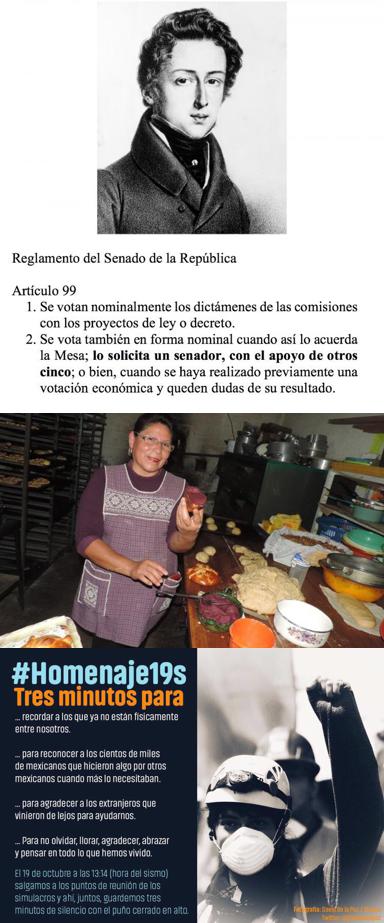 Reglamento del Senado de la República
Artículo 99
1. Se votan nominalmente los dictámenes de las comisiones
con los proyectos de ley o decreto.
2. Se vota también en forma nominal cuando así lo acuerda
la Mesa; lo solicita un senador, con el apoyo de otros
cinco; o bien, cuando se haya realizado previamente una
votación económica y queden dudas de su resultado.
#Homenaje19s
Tres minutos para
... recordar a los que ya no están físicamente
entre nosotros.
... para reconocer a los cientos de miles
de mexicanos que hicieron algo por otros
mexicanos cuando más lo necesitaban.
... para agradecer a los extranjeros que
vinieron de lejos para ayudarnos.
... Para no olvidar, llorar, agradecer, abrazar
y pensar en todo lo que hemos vivido.
El 19 de octubre a las 13:14 (hora del sismo)
salgamos a los puntos de reunión de los
simulacros y ahí, juntos, guardemos tres
minutos de silencio con el puño cerrado en alto.